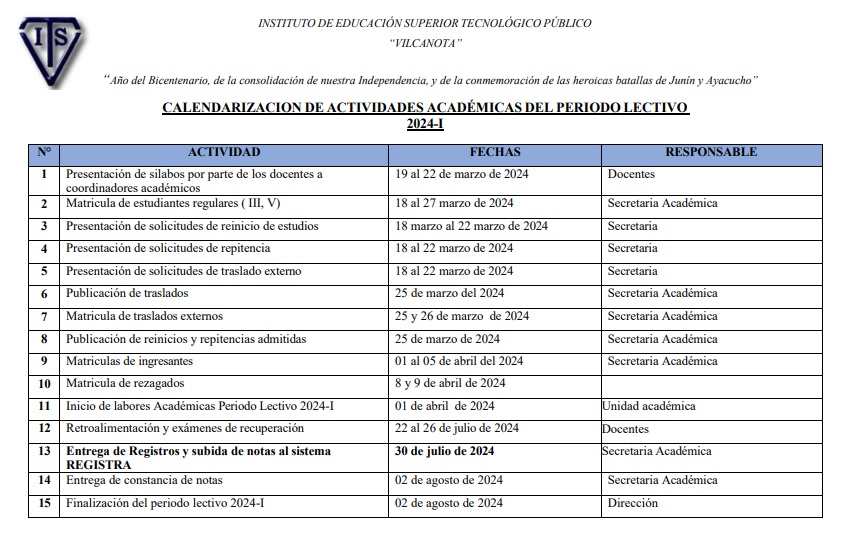 ITS
INSTITUTO DE EDUCACIÓN SUPERIOR TECNOLÓGICO PÚBLICO
“VILCANOTA”
“Año del Bicentenario, de la consolidación de nuestra Independencia, y de la conmemoración de las heroicas batallas de Junín y Ayacucho”
CALENDARIZACION DE ACTIVIDADES ACADÉMICAS DEL PERIODO LECTIVO
2024-I
N° ACTIVIDAD FECHAS RESPONSABLE
1 Presentación de silabos por parte de los docentes a 19 al 22 de marzo de 2024 Docentes
coordinadores académicos
2 Matricula de estudiantes regulares ( III, V) 18 al 27 marzo de 2024 Secretaria Académica
3 Presentación de solicitudes de reinicio de estudios 18 marzo al 22 marzo de 2024 Secretaria
4 Presentación de solicitudes de repitencia 18 al 22 marzo de 2024 Secretaria
5 Presentación de solicitudes de traslado externo 18 al 22 marzo de 2024 Secretaria
6 Publicación de traslados 25 de marzo del 2024 Secretaria Académica
7 Matricula de traslados externos 25 y 26 de marzo de 2024 Secretaria Académica
8 Publicación de reinicios y repitencias admitidas 25 de marzo de 2024 Secretaria Académica
9 Matriculas de ingresantes 01 al 05 de abril del 2024 Secretaria Académica
10 Matricula de rezagados 8 y 9 de abril de 2024
11 Inicio de labores Académicas Periodo Lectivo 2024-I 01 de abril de 2024 Unidad académica
12 Retroalimentación y exámenes de recuperación 22 al 26 de julio de 2024 Docentes
13 Entrega de Registros y subida de notas al sistema 30 de julio de 2024 Secretaria Académica
REGISTRA
14 Entrega de constancia de notas 02 de agosto de 2024 Secretaria Académica
15 Finalización del periodo lectivo 2024-I 02 de agosto de 2024 Dirección